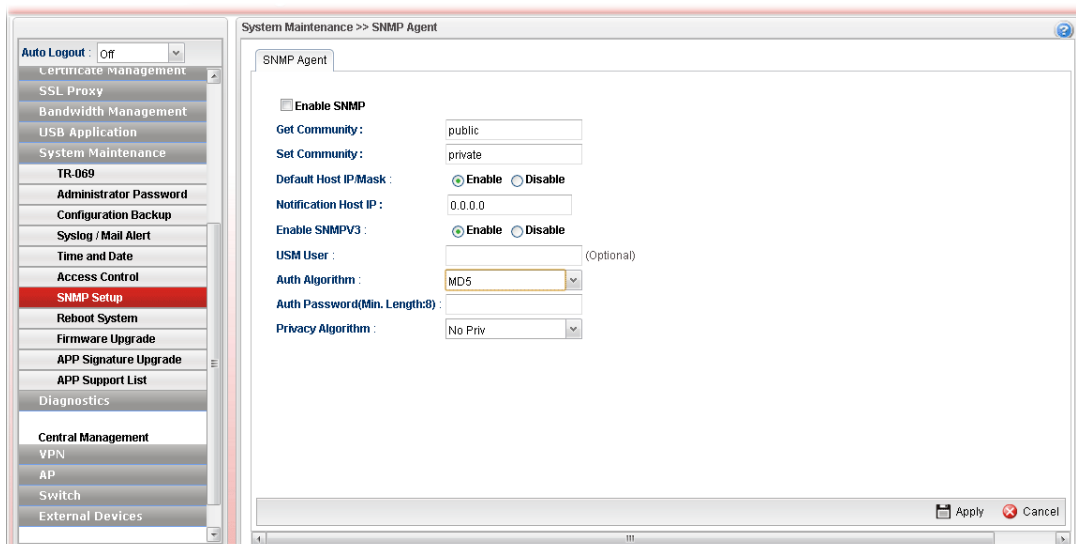 System Maintenance >> SNMP Agent
Auto Logout : Off
Certificate Management
SSL Proxy
Bandwidth Management
USB Application
System Maintenance
TR-069
Administrator Password
Configuration Backup
Syslog / Mail Alert
Time and Date
Access Control
SNMP Setup
Reboot System
Firmware Upgrade
APP Signature Upgrade
APP Support List
Diagnostics
Central Management
VPN
AP
Switch
External Devices
SNMP Agent
Enable SNMP
Get Community : public
Set Community : private
Default Host IP/Mask : Enable Disable
Notification Host IP : 0.0.0.0
Enable SNMPV3 : Enable Disable
USM User : (Optional)
Auth Algorithm : MD5
Auth Password(Min. Length:8) :
Privacy Algorithm : No Priv
Apply Cancel